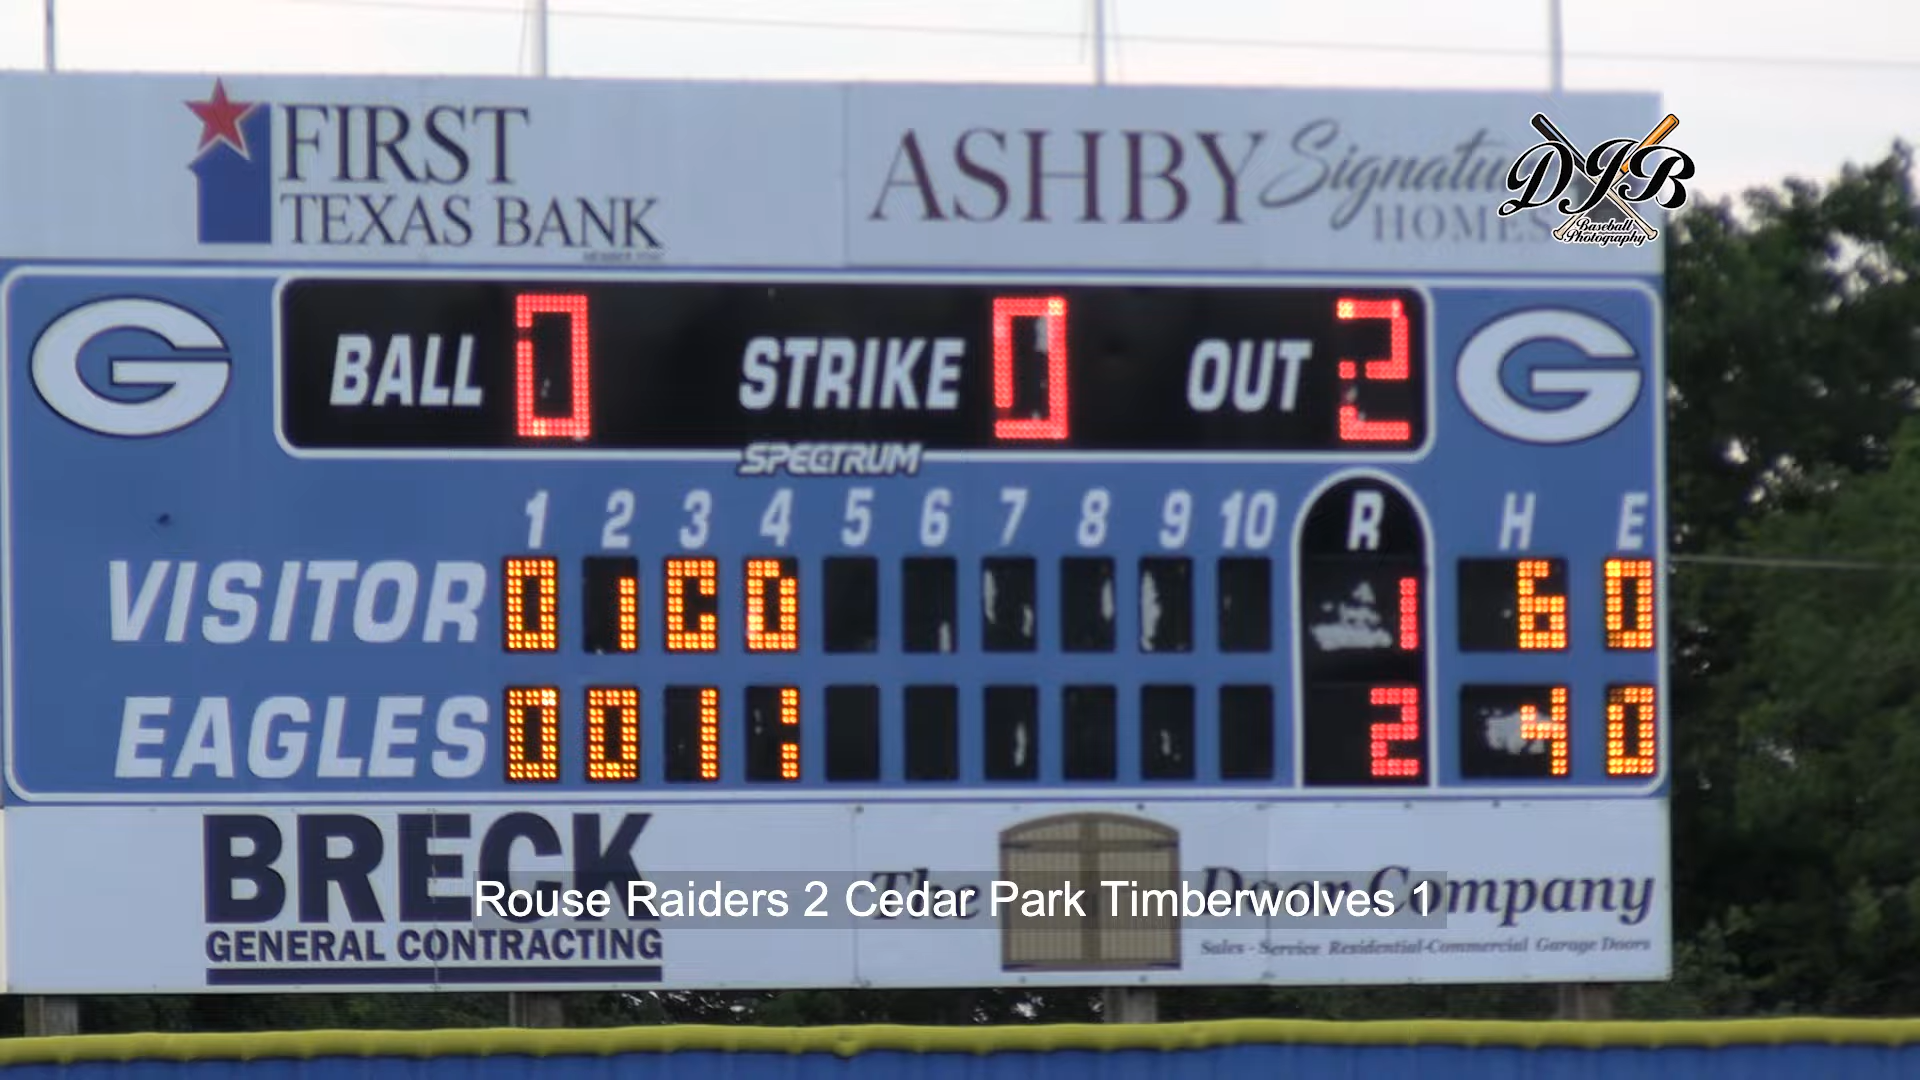 FIRST
TEXAS BANK
ASHBY Signatu
HOMES
DJB
Baseball
Photography
G
BALL 0 STRIKE 0 OUT 2
G
SPECTRUM
1 2 3 4 5 6 7 8 9 10 R H E
VISITOR 0 1 0 0 1 6 0
EAGLES 0 0 1 1 2 4 0
BRECK
GENERAL CONTRACTING
The Door Company
Sales - Service Residential-Commercial Garage Doors
Rouse Raiders 2 Cedar Park Timberwolves 1